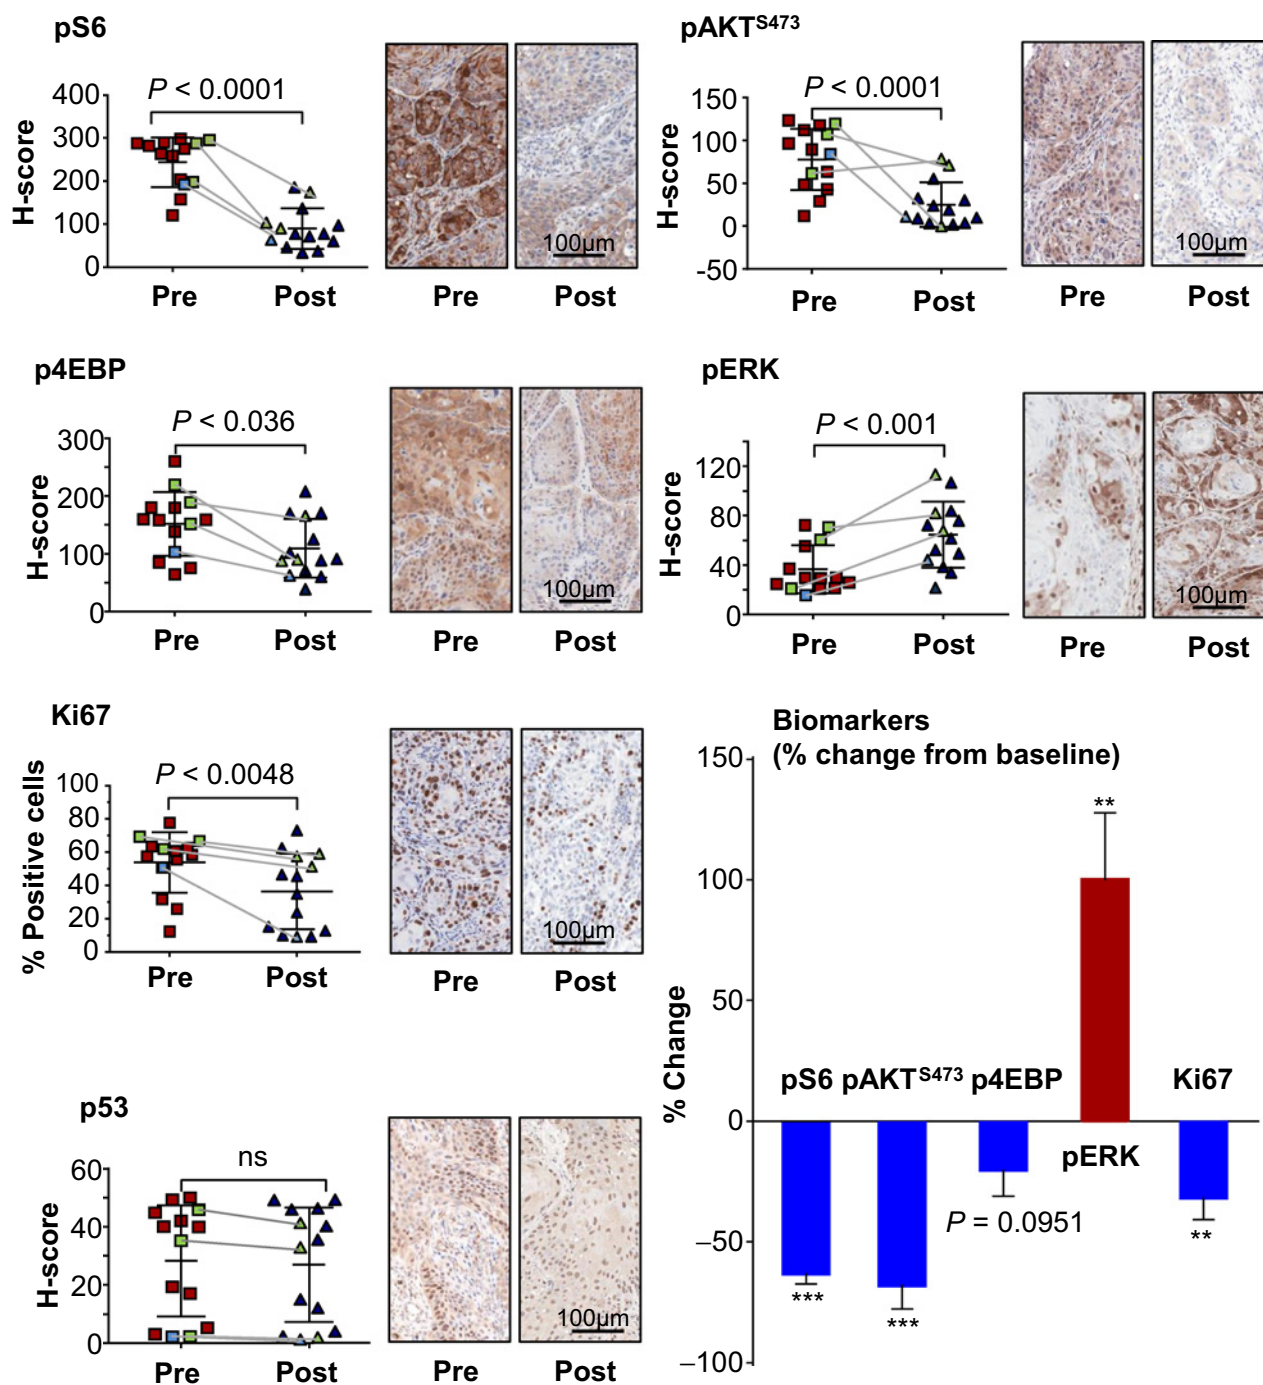 pS6
P < 0.0001
H-score
400
300
200
100
0
Pre
Post
100µm
Pre
Post
pAKTS473
P < 0.0001
H-score
150
100
50
0
-50
Pre
Post
100µm
Pre
Post
p4EBP
P < 0.036
H-score
300
200
100
0
Pre
Post
100µm
Pre
Post
pERK
P < 0.001
H-score
120
80
40
0
Pre
Post
100µm
Pre
Post
Ki67
P < 0.0048
% Positive cells
100
80
60
40
20
0
Pre
Post
100µm
Pre
Post
p53
ns
H-score
60
40
20
0
Pre
Post
100µm
Pre
Post
Biomarkers
(% change from baseline)
% Change
150
100
50
0
–50
–100
pS6 pAKTS473 p4EBP
pERK
Ki67
***
***
P = 0.0951
**
**